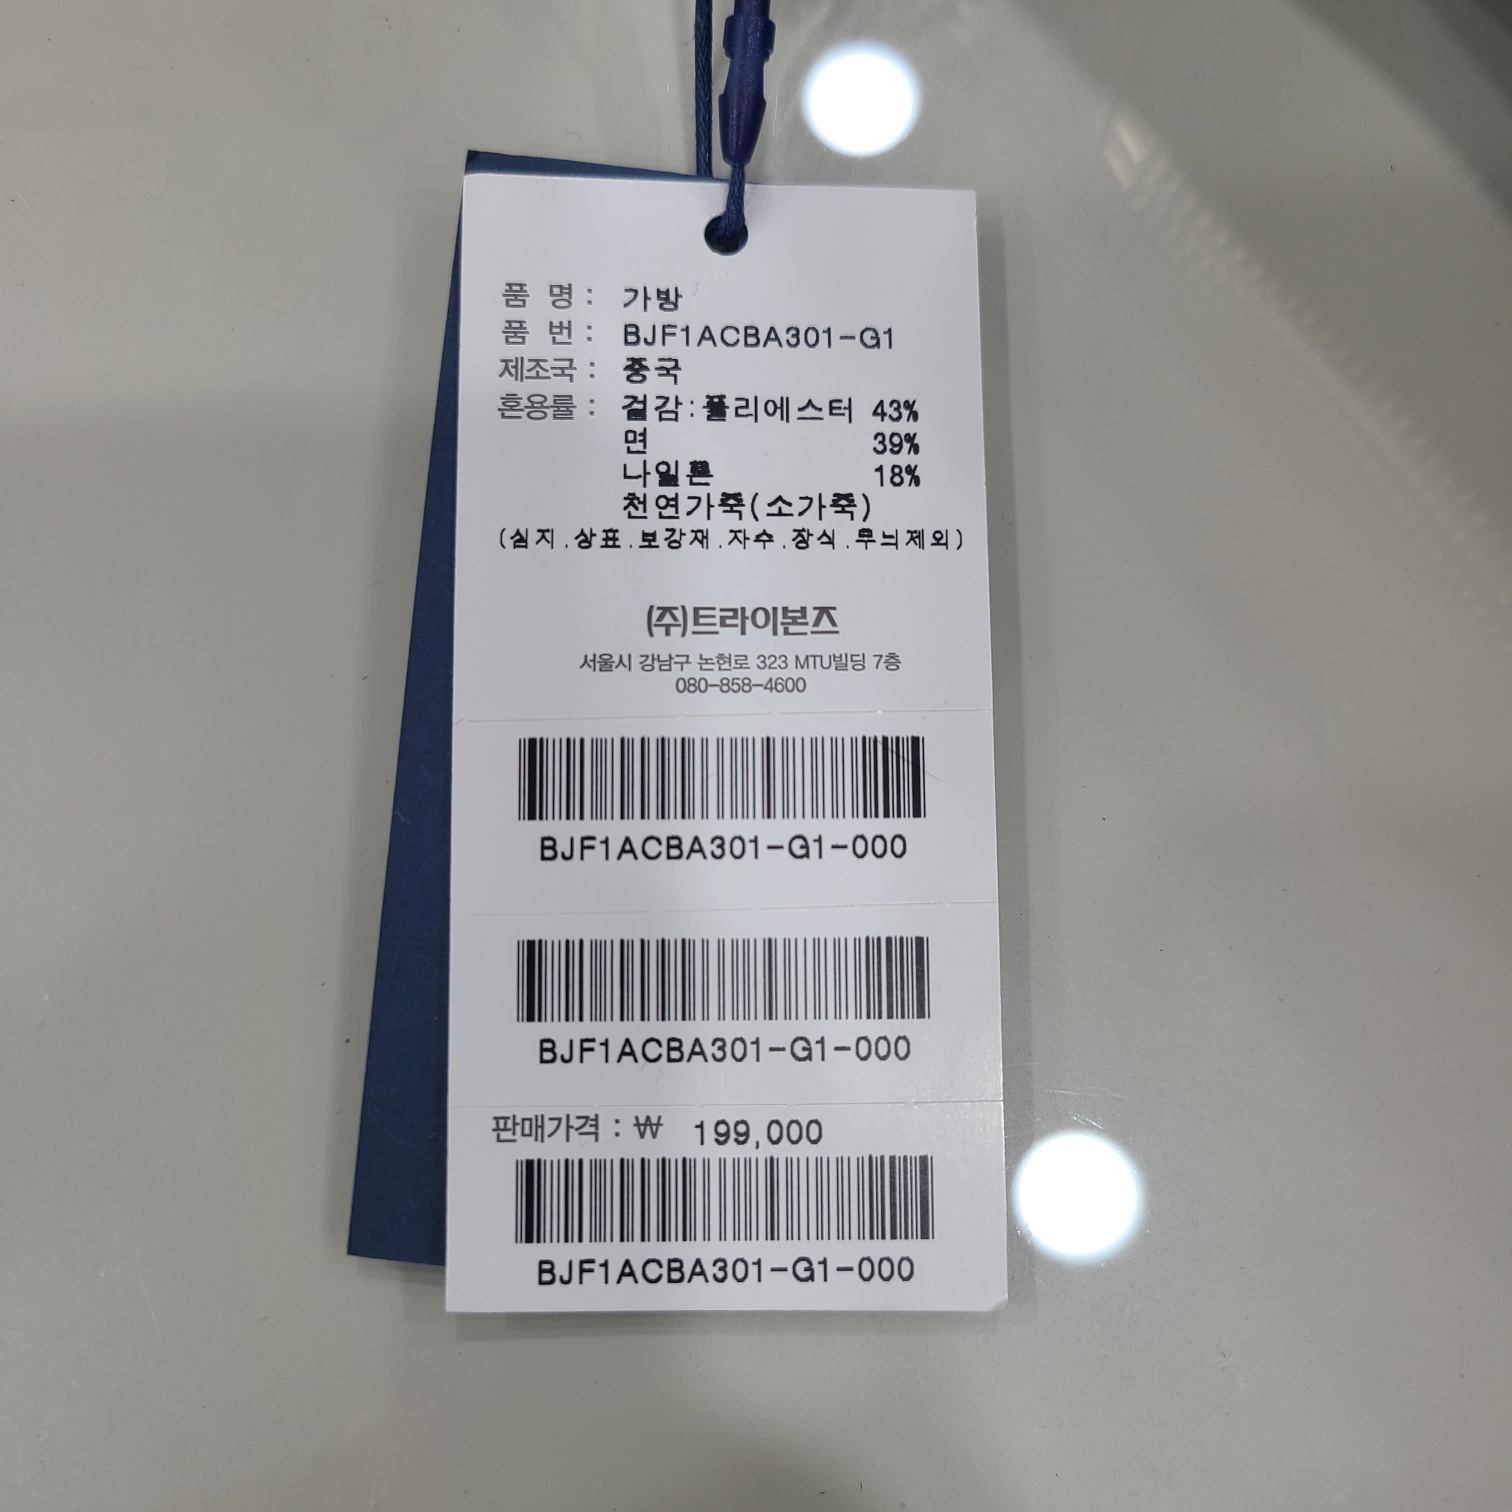 품 명 : 가방
품 번 : BJF1ACBA301-G1
제조국 : 중국
혼용률 : 겉감:폴리에스터 43%
면 39%
나일론 18%
천연가죽(소가죽)
(심지.상표.보강재.자수.장식.무늬제외)
(주)트라이본즈
서울시 강남구 논현로 323 MTU빌딩 7층
080-858-4600
BJF1ACBA301-G1-000
BJF1ACBA301-G1-000
판매가격 : ₩ 199,000
BJF1ACBA301-G1-000